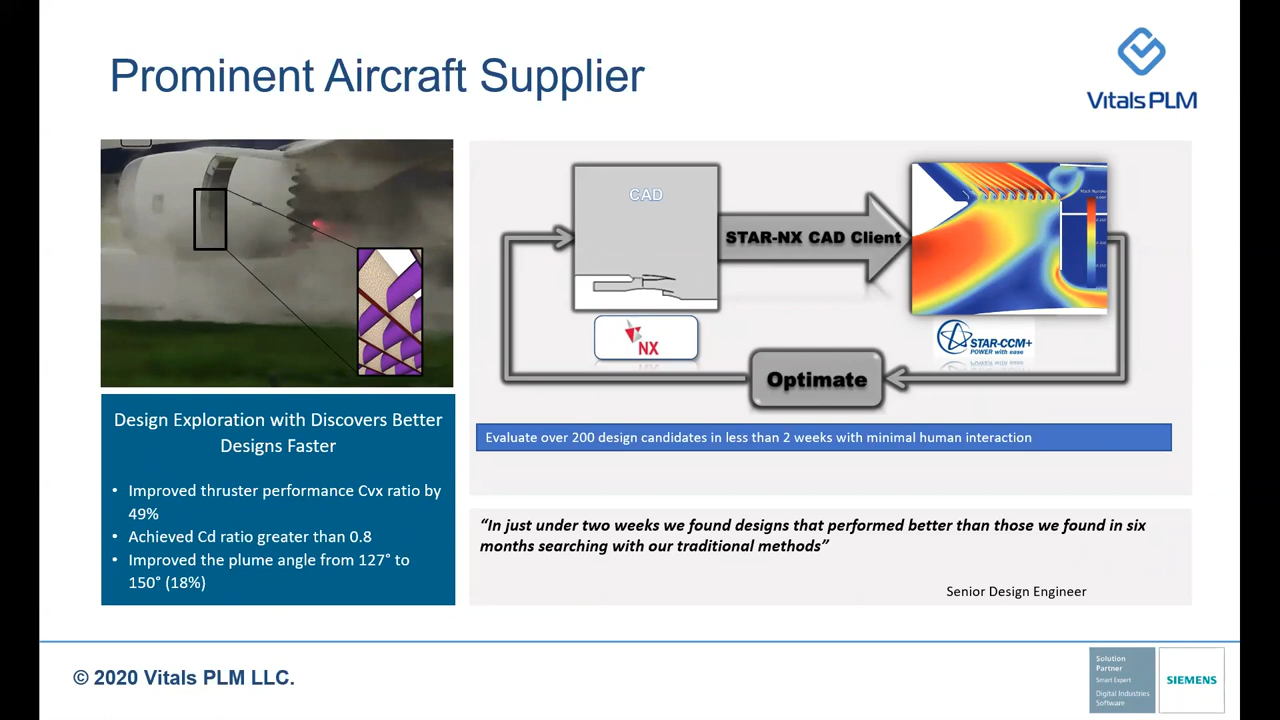 Prominent Aircraft Supplier
Vitals PLM
CAD
STAR-NX CAD Client
Mach Number
NX
STAR-CCM+
POWER with ease
Optimate
Evaluate over 200 design candidates in less than 2 weeks with minimal human interaction
Design Exploration with Discovers Better
Designs Faster
• Improved thruster performance Cvx ratio by
49%
• Achieved Cd ratio greater than 0.8
• Improved the plume angle from 127° to
150° (18%)
“In just under two weeks we found designs that performed better than those we found in six
months searching with our traditional methods”
Senior Design Engineer
© 2020 Vitals PLM LLC.
Solution
Partner
Smart Expert
Digital Industries
Software
SIEMENS